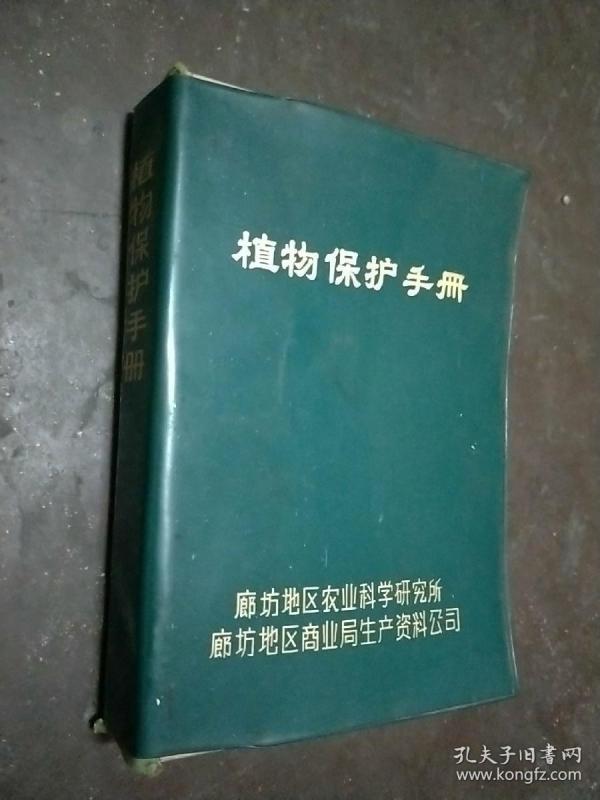 植物保护手册
植物保护手册
廊坊地区农业科学研究所
廊坊地区商业局生产资料公司
孔夫子旧書网
www.kongfz.com